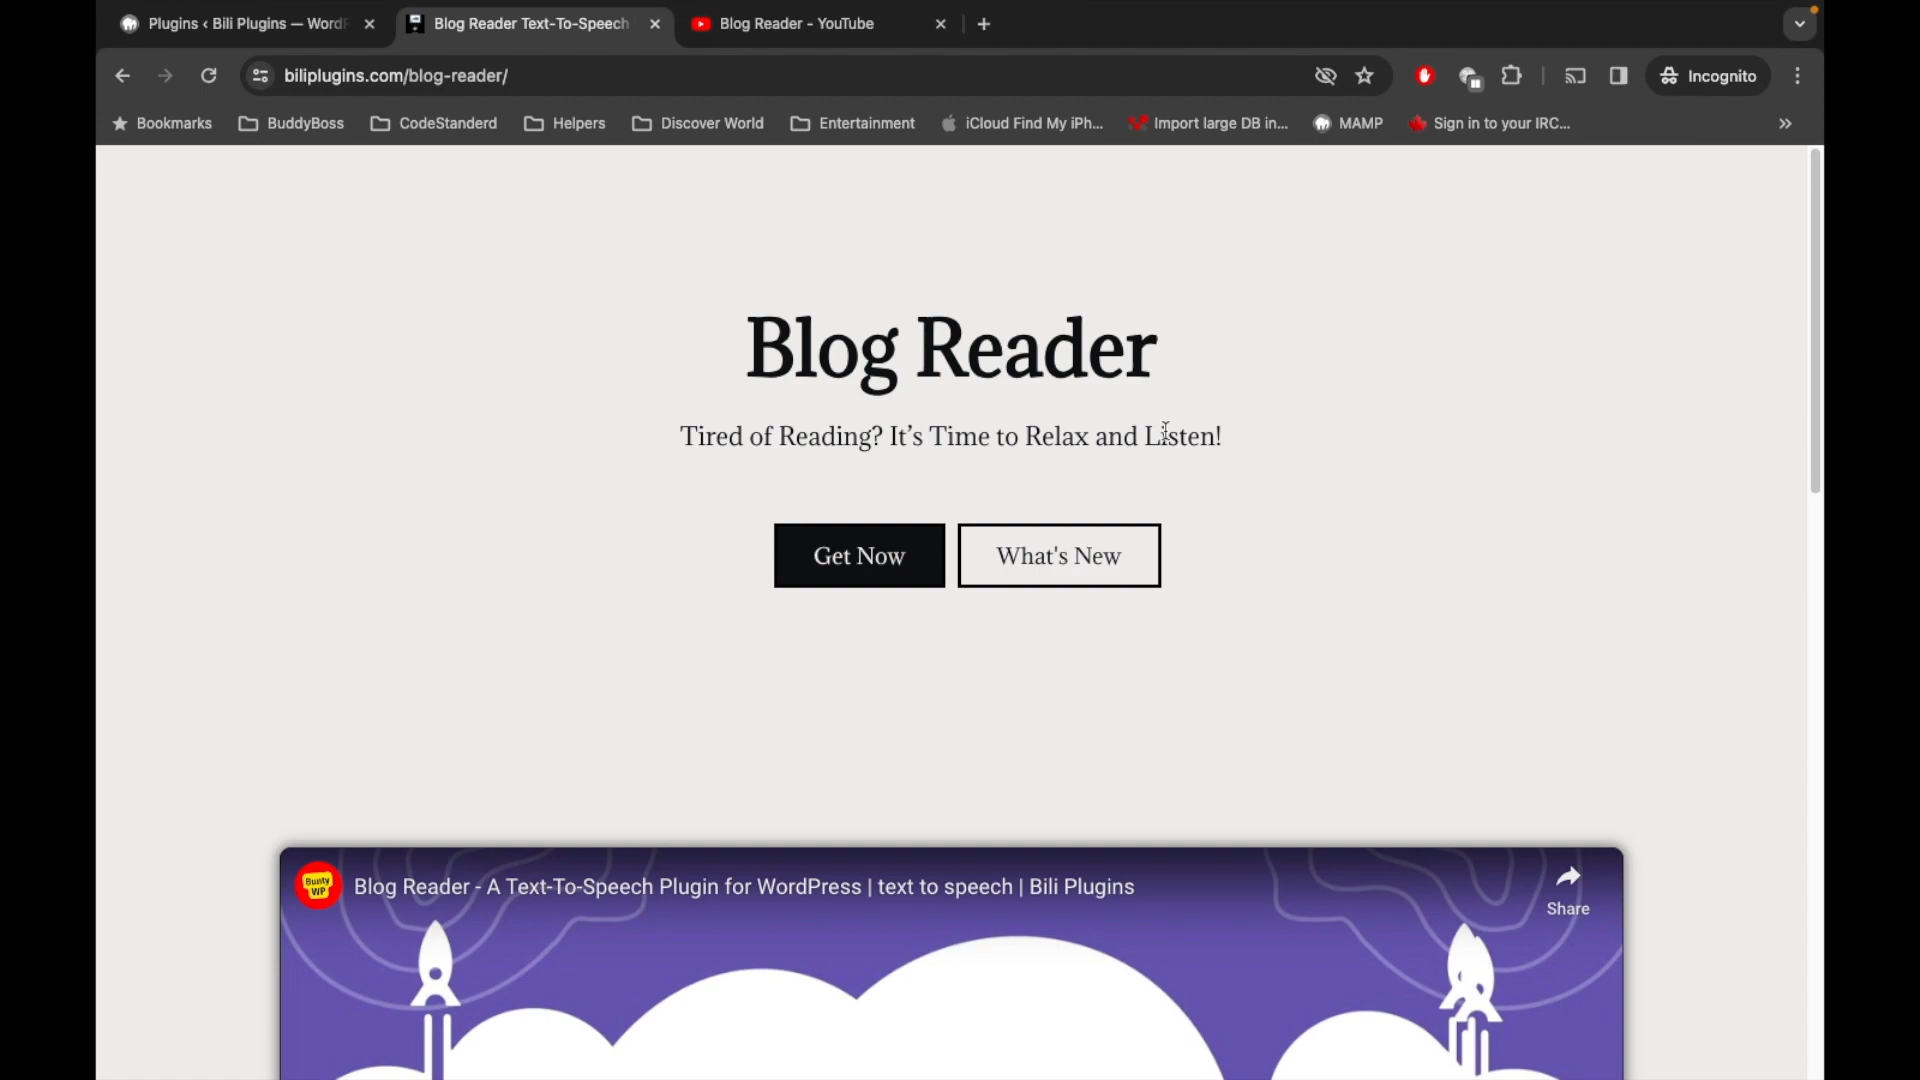 Plugins ‹ Bili Plugins — WordP
Blog Reader Text-To-Speech
Blog Reader - YouTube
biliplugins.com/blog-reader/
Incognito
Bookmarks
BuddyBoss
CodeStanderd
Helpers
Discover World
Entertainment
iCloud Find My iPh...
Import large DB in...
MAMP
Sign in to your IRC...
Blog Reader
Tired of Reading? It’s Time to Relax and Listen!
Get Now
What's New
Bunty
WP
Blog Reader - A Text-To-Speech Plugin for WordPress | text to speech | Bili Plugins
Share